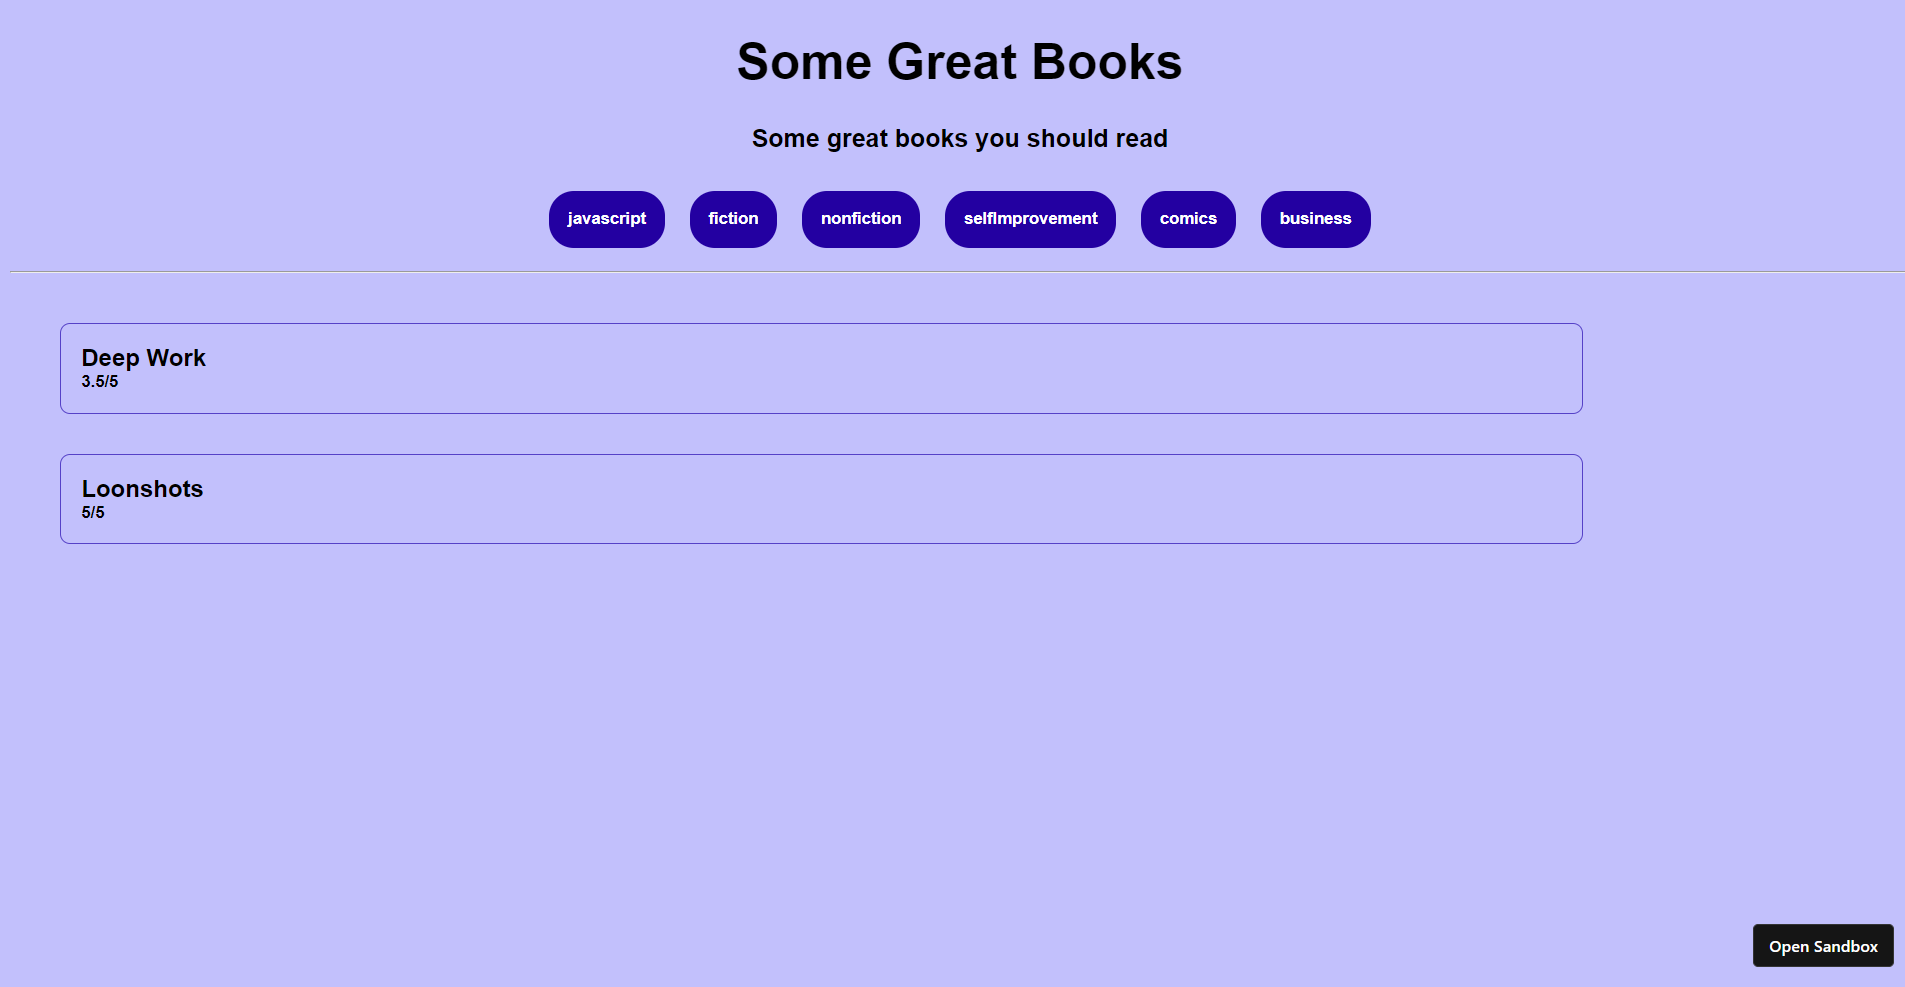 Some Great Books
Some great books you should read
javascript fiction nonfiction selfImprovement comics business
Deep Work
3.5/5
Loonshots
5/5
Open Sandbox